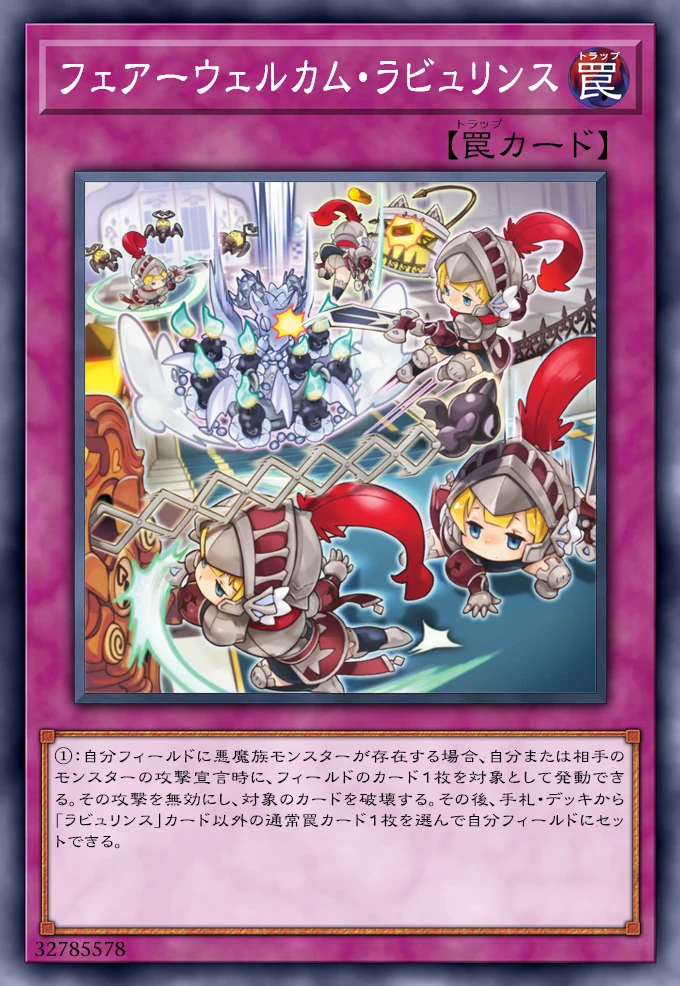 フェアーウェルカム・ラビュリンス
トラップ
罠
トラップ
【罠カード】
①:自分フィールドに悪魔族モンスターが存在する場合、自分または相手の
モンスターの攻撃宣言時に、フィールドのカード1枚を対象として発動でき
る。その攻撃を無効にし、対象のカードを破壊する。その後、手札・デッキから
「ラビュリンス」カード以外の通常罠カード1枚を選んで自分フィールドにセッ
トできる。
32785578